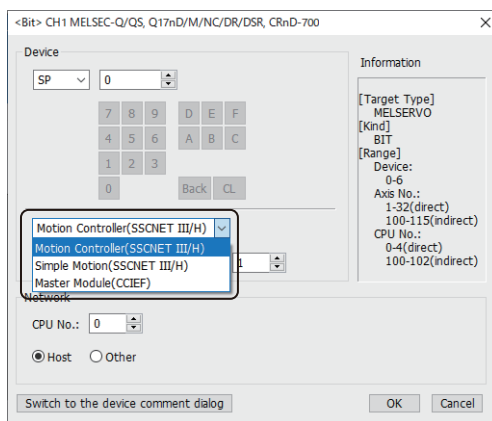 <Bit> CH1 MELSEC-Q/QS, Q17nD/M/NC/DR/DSR, CRnD-700
Device
SP
0
7 8 9 D E F
4 5 6 A B C
1 2 3
0 Back CL
Motion Controller(SSCNET III/H)
Motion Controller(SSCNET III/H)
Simple Motion(SSCNET III/H)
Master Module(CCIEF)
1
Network
CPU No.: 0
Host Other
Information
[Target Type]
MELSERVO
[Kind]
BIT
[Range]
Device:
0-6
Axis No.:
1-32(direct)
100-115(indirect)
CPU No.:
0-4(direct)
100-102(indirect)
Switch to the device comment dialog
OK Cancel